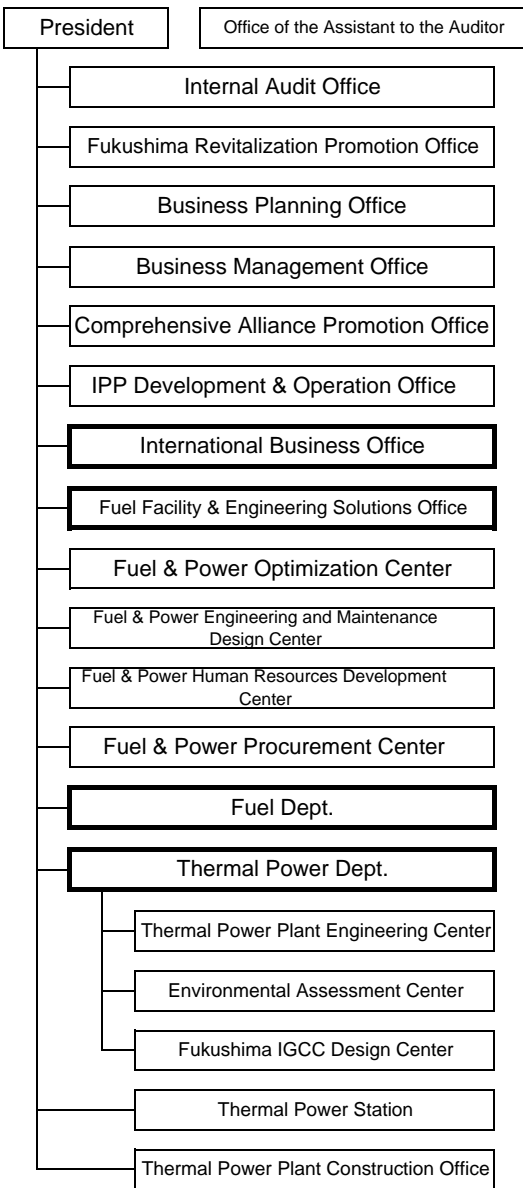 President
Office of the Assistant to the Auditor
Internal Audit Office
Fukushima Revitalization Promotion Office
Business Planning Office
Business Management Office
Comprehensive Alliance Promotion Office
IPP Development & Operation Office
International Business Office
Fuel Facility & Engineering Solutions Office
Fuel & Power Optimization Center
Fuel & Power Engineering and Maintenance
Design Center
Fuel & Power Human Resources Development
Center
Fuel & Power Procurement Center
Fuel Dept.
Thermal Power Dept.
Thermal Power Plant Engineering Center
Environmental Assessment Center
Fukushima IGCC Design Center
Thermal Power Station
Thermal Power Plant Construction Office